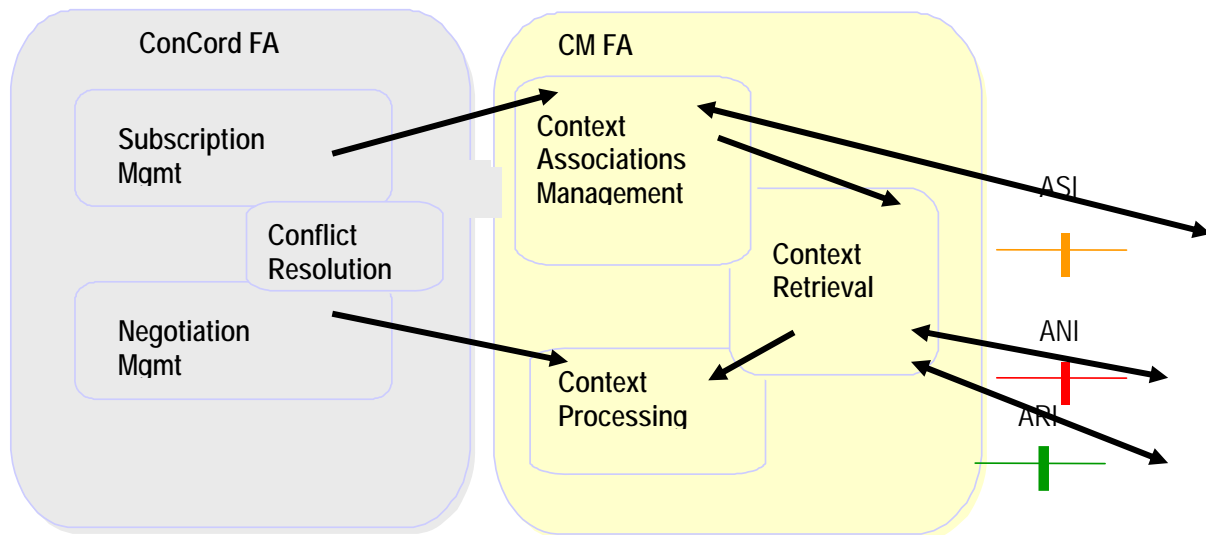 ConCord FA
Subscription
Mgmt
Conflict
Resolution
Negotiation
Mgmt
CM FA
Context
Associations
Management
Context
Retrieval
Context
Processing
ASI
ANI
ARI